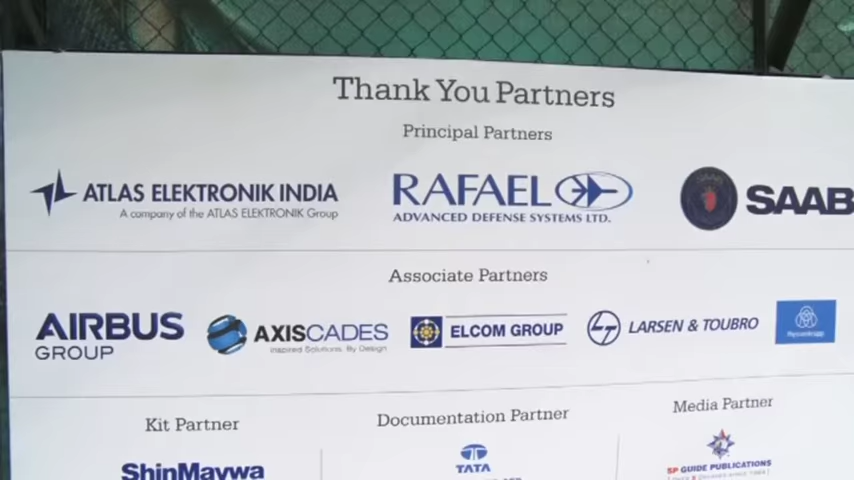 Thank You Partners
Principal Partners
ATLAS ELEKTRONIK INDIA
A company of the ATLAS ELEKTRONIK Group
RAFAEL
ADVANCED DEFENSE SYSTEMS LTD.
SAAB
Associate Partners
AIRBUS
GROUP
AXISCADES
Inspired Solutions. By Design
ELCOM GROUP
LARSEN & TOUBRO
Kit Partner
Documentation Partner
Media Partner
ShinMaywa
TATA
SP GUIDE PUBLICATIONS